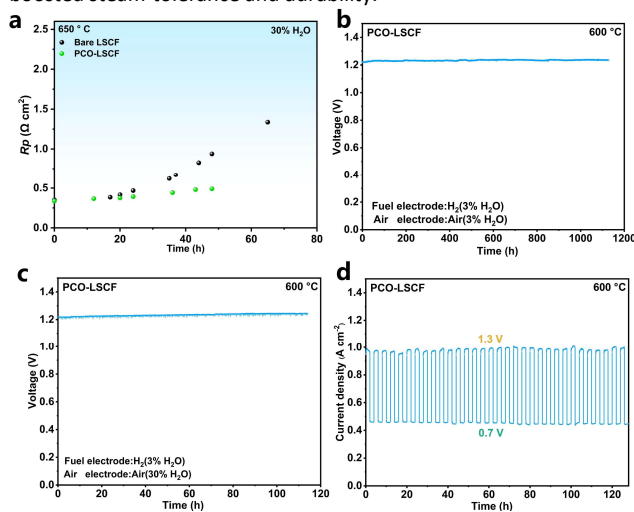 boosted steam tolerance and durability.
a
650 ° C
30% H₂O
Bare LSCF
PCO-LSCF
2.5
2.0
1.5
1.0
0.5
0.0
Rp (Ω cm²)
0 20 40 60 80
Time (h)
b
PCO-LSCF 600 °C
1.4
1.2
1.0
0.8
0.6
0.4
0.2
0.0
Voltage (V)
Fuel electrode:H₂(3% H₂O)
Air electrode:Air(3% H₂O)
0 200 400 600 800 1000 1200
Time (h)
c
PCO-LSCF 600 °C
1.5
1.2
0.9
0.6
0.3
0.0
Voltage (V)
Fuel electrode:H₂(3% H₂O)
Air electrode:Air(30% H₂O)
0 20 40 60 80 100 120
Time (h)
d
PCO-LSCF 600 °C
1.4
1.2
1.0
0.8
0.6
0.4
0.2
0.0
Current density (A cm⁻²)
1.3 V
0.7 V
0 20 40 60 80 100 120
Time (h)